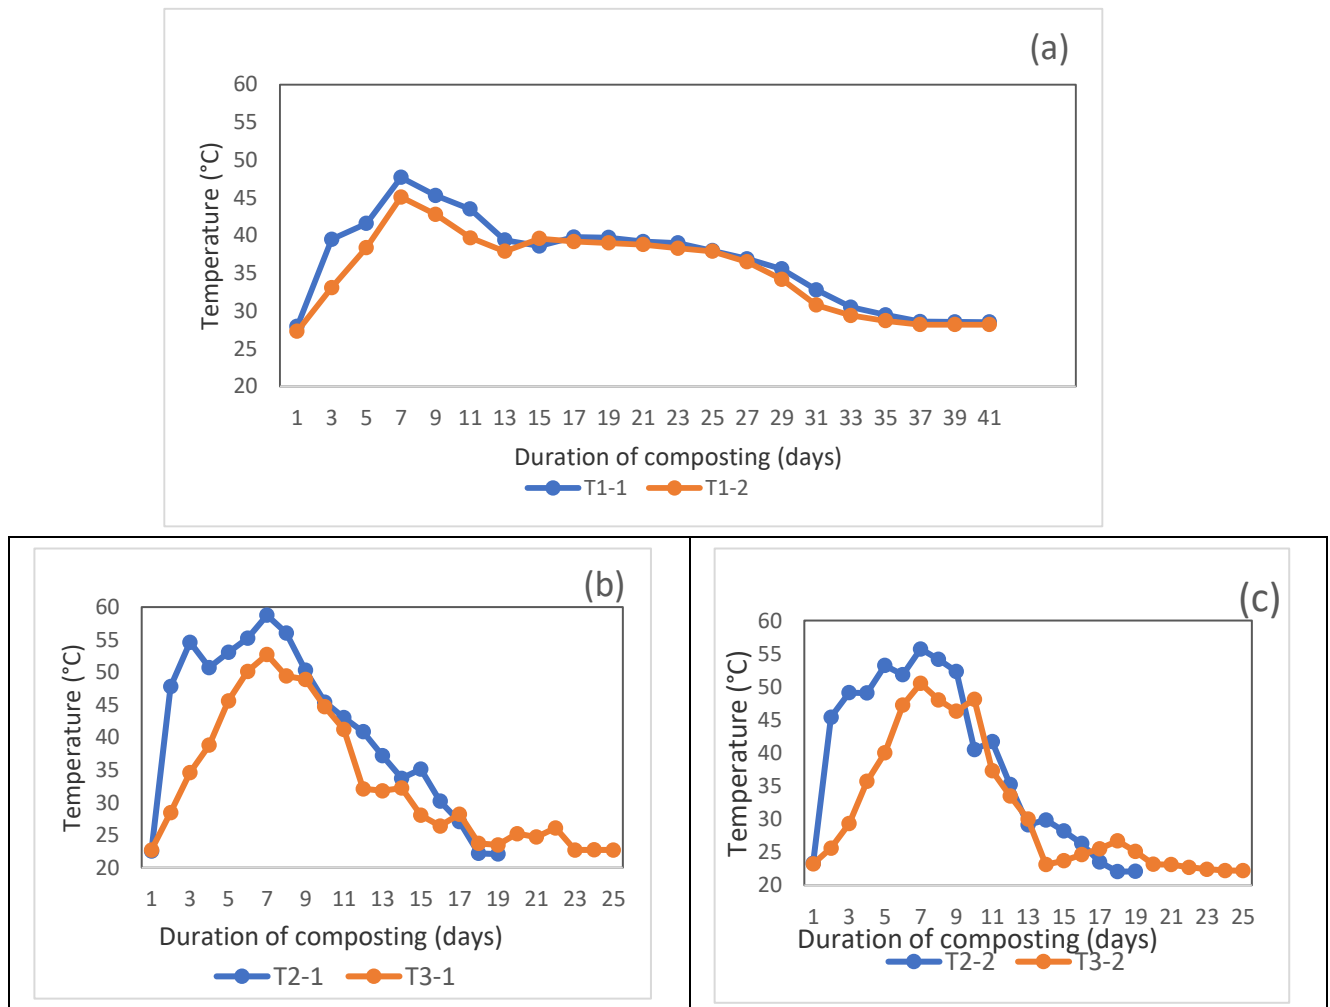 (a)
60
55
50
45
40
35
30
25
20
Temperature (°C)
1 3 5 7 9 11 13 15 17 19 21 23 25 27 29 31 33 35 37 39 41
Duration of composting (days)
T1-1 T1-2
(b)
60
55
50
45
40
35
30
25
20
Temperature (°C)
1 3 5 7 9 11 13 15 17 19 21 23 25
Duration of composting (days)
T2-1 T3-1
(c)
60
55
50
45
40
35
30
25
20
Temperature (°C)
1 3 5 7 9 11 13 15 17 19 21 23 25
Duration of composting (days)
T2-2 T3-2